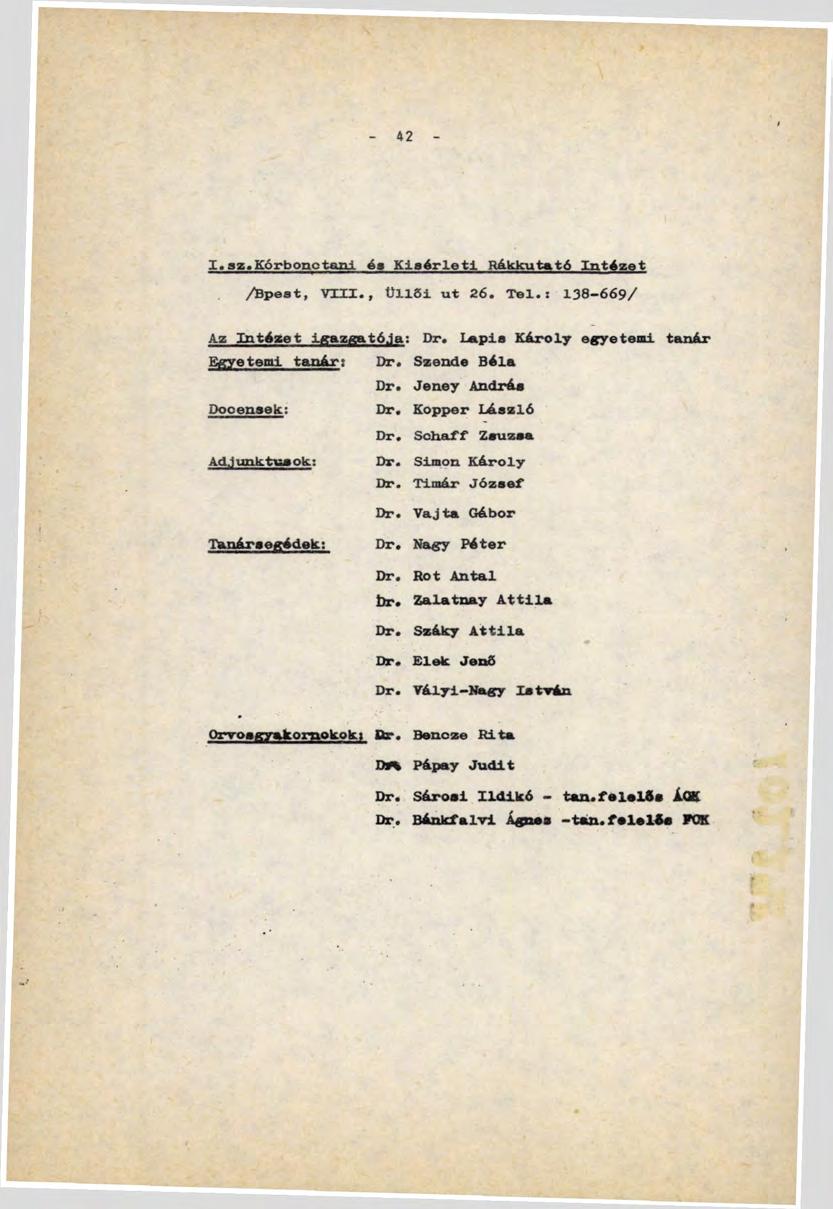 - 42 -
I.sz.Kórbonctani és Kisérleti Rákkutató Intézet
/Bpest, VIII., Üllői ut 26. Tel.: 138-669/
Az Intézet igazgatója: Dr. Lapis Károly egyetemi tanár
Egyetemi tanár: Dr. Szende Béla
Dr. Jeney András
Docensek: Dr. Kopper László
Dr. Schaff Zsuzsa
Adjunktusok: Dr. Simon Károly
Dr. Timár József
Dr. Vajta Gábor
Tanársegédek: Dr. Nagy Péter
Dr. Rot Antal
Dr. Zalatnay Attila
Dr. Száky Attila
Dr. Elek Jenő
Dr. Vályi-Nagy István
Orvosgyakornokok: Dr. Bencze Rita
Dr. Pápay Judit
Dr. Sárosi Ildikó - tan.felelős ÁOK
Dr. Bánkfalvi Ágnes -tan.felelős FOK